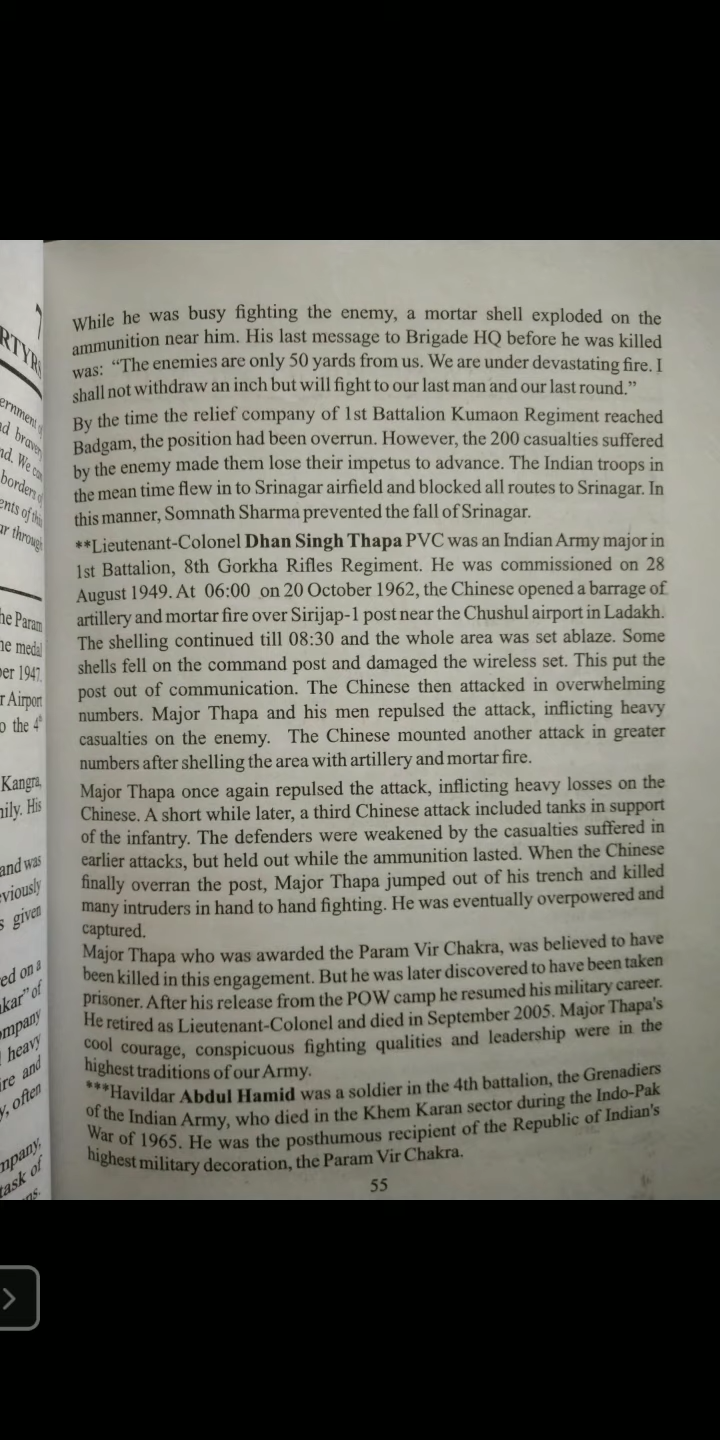 While he was busy fighting the enemy, a mortar shell exploded on the
ammunition near him. His last message to Brigade HQ before he was killed
was: “The enemies are only 50 yards from us. We are under devastating fire. I
shall not withdraw an inch but will fight to our last man and our last round.”
By the time the relief company of 1st Battalion Kumaon Regiment reached
Badgam, the position had been overrun. However, the 200 casualties suffered
by the enemy made them lose their impetus to advance. The Indian troops in
the mean time flew in to Srinagar airfield and blocked all routes to Srinagar. In
this manner, Somnath Sharma prevented the fall of Srinagar.
**Lieutenant-Colonel Dhan Singh Thapa PVC was an Indian Army major in
1st Battalion, 8th Gorkha Rifles Regiment. He was commissioned on 28
August 1949. At 06:00 on 20 October 1962, the Chinese opened a barrage of
artillery and mortar fire over Sirijap-1 post near the Chushul airport in Ladakh.
The shelling continued till 08:30 and the whole area was set ablaze. Some
shells fell on the command post and damaged the wireless set. This put the
post out of communication. The Chinese then attacked in overwhelming
numbers. Major Thapa and his men repulsed the attack, inflicting heavy
casualties on the enemy. The Chinese mounted another attack in greater
numbers after shelling the area with artillery and mortar fire.
Major Thapa once again repulsed the attack, inflicting heavy losses on the
Chinese. A short while later, a third Chinese attack included tanks in support
of the infantry. The defenders were weakened by the casualties suffered in
earlier attacks, but held out while the ammunition lasted. When the Chinese
finally overran the post, Major Thapa jumped out of his trench and killed
many intruders in hand to hand fighting. He was eventually overpowered and
captured.
Major Thapa who was awarded the Param Vir Chakra, was believed to have
been killed in this engagement. But he was later discovered to have been taken
prisoner. After his release from the POW camp he resumed his military career.
He retired as Lieutenant-Colonel and died in September 2005. Major Thapa's
cool courage, conspicuous fighting qualities and leadership were in the
highest traditions of our Army.
***Havildar Abdul Hamid was a soldier in the 4th battalion, the Grenadiers
of the Indian Army, who died in the Khem Karan sector during the Indo-Pak
War of 1965. He was the posthumous recipient of the Republic of Indian's
highest military decoration, the Param Vir Chakra.
55